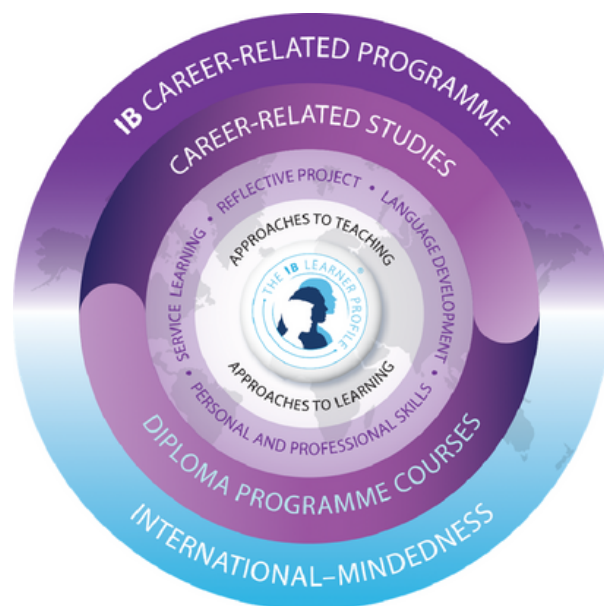 IB CAREER-RELATED PROGRAMME
CAREER-RELATED STUDIES
SERVICE LEARNING • REFLECTIVE PROJECT • LANGUAGE DEVELOPMENT •
APPROACHES TO TEACHING
THE IB LEARNER PROFILE ®
APPROACHES TO LEARNING
PERSONAL AND PROFESSIONAL SKILLS •
DIPLOMA PROGRAMME COURSES
INTERNATIONAL–MINDEDNESS